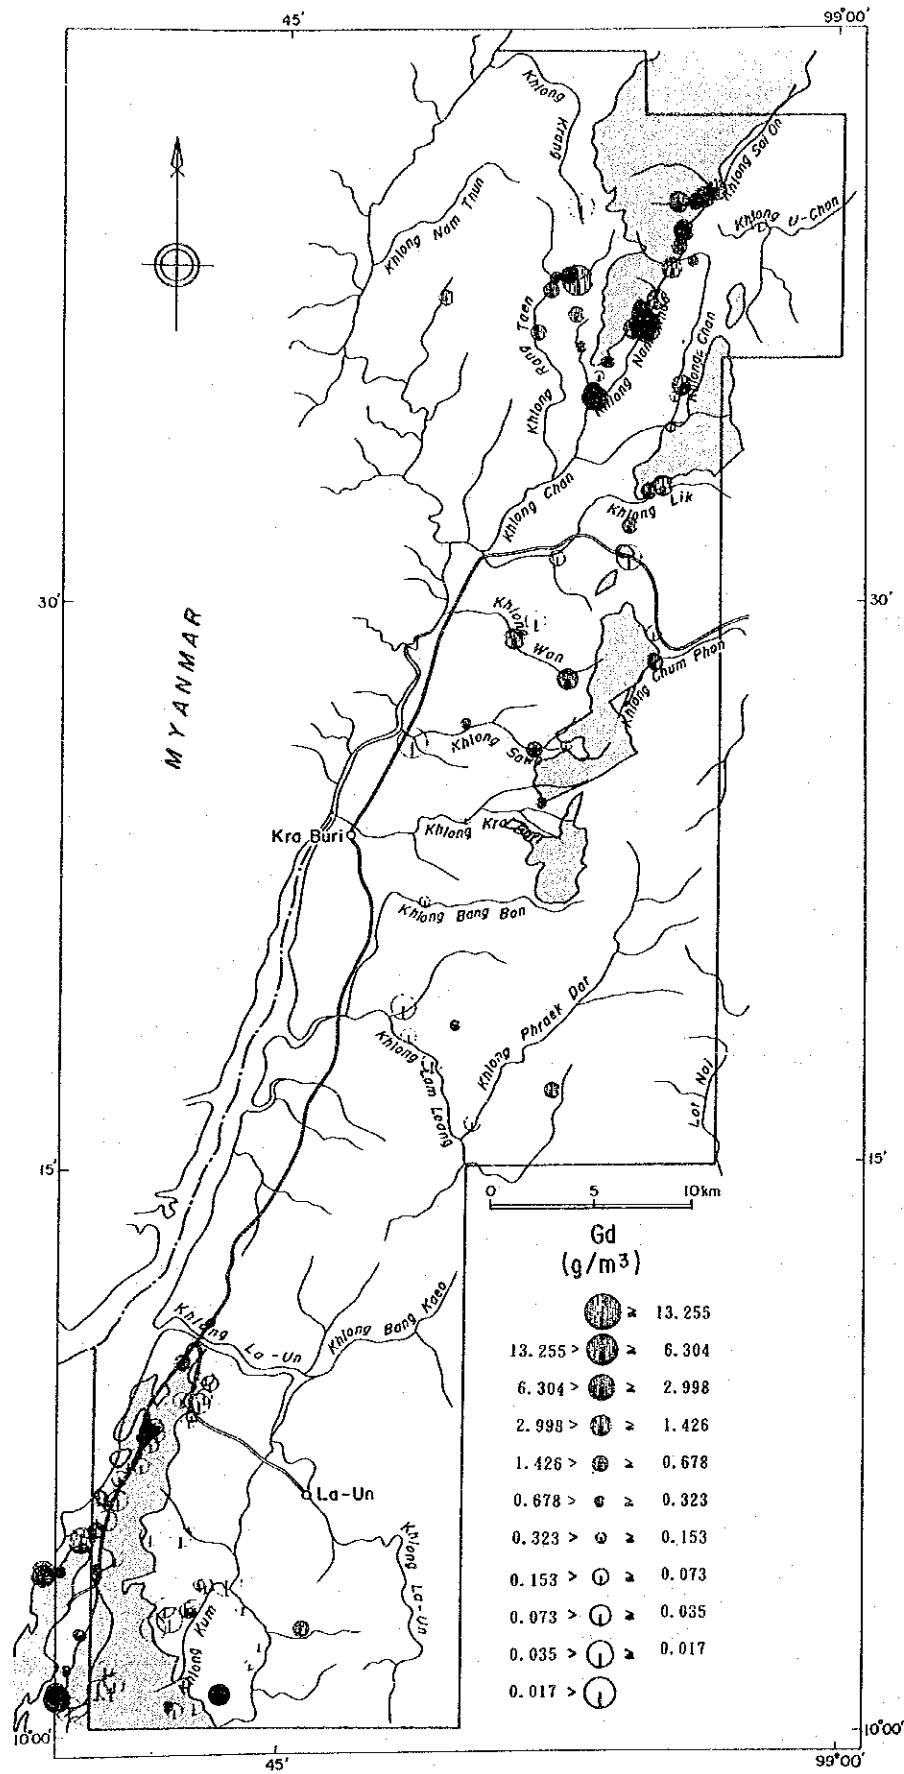 45'
99°00'
Khlong Krang
Khlong Sai On
Khlong U-Chan
Khlong Nam Thun
Khlong Rang Taen
Khlong Nam
Khlong Chan
Khlong Chan
Khlong Lik
30'
30'
MYANMAR
Khlong Wan
Khlong Chum Phon
Khlong Sawi
Kra Buri
Khlong Kra Buri
Khlong Bang Bon
Khlong Phraek Dat
Khlong Lam Leang
Lot Nai
15'
15'
0 5 10km
Gd
(g/m³)
≥ 13.255
13.255 > ≥ 6.304
6.304 > ≥ 2.998
2.998 > ≥ 1.426
1.426 > ≥ 0.678
0.678 > ≥ 0.323
0.323 > ≥ 0.153
0.153 > ≥ 0.073
0.073 > ≥ 0.035
0.035 > ≥ 0.017
0.017 >
Khlong La-Un
Khlong Bang Kaeo
La-Un
Khlong La-Un
Khlong Kum
10°00'
10°00'
45'
99°00'